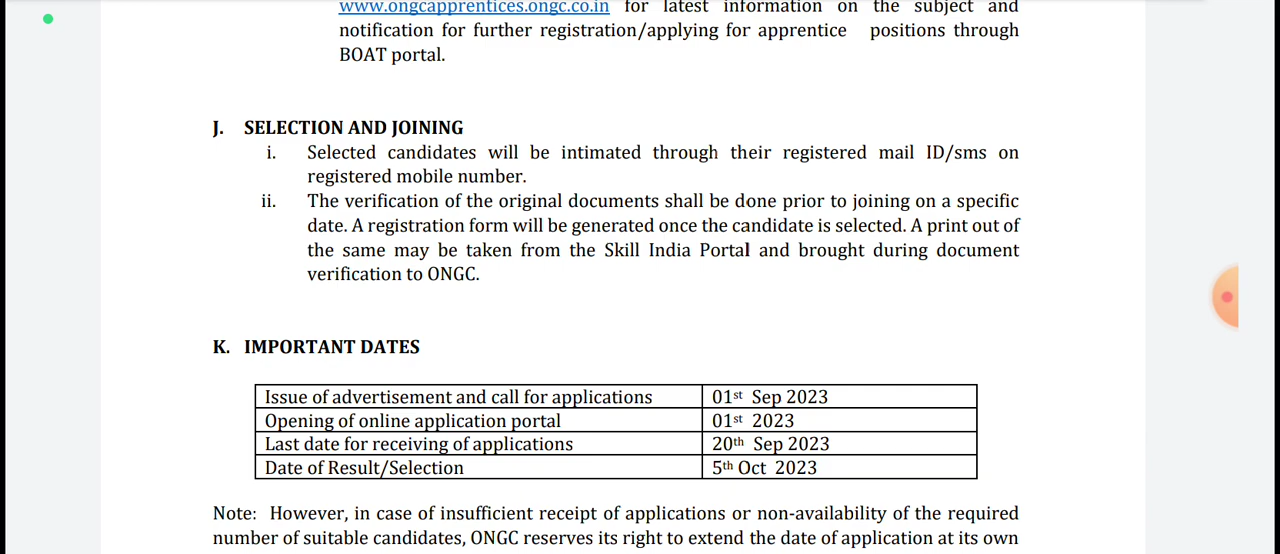 www.ongcapprentices.ongc.co.in for latest information on the subject and
notification for further registration/applying for apprentice positions through
BOAT portal.
J. SELECTION AND JOINING
i. Selected candidates will be intimated through their registered mail ID/sms on
registered mobile number.
ii. The verification of the original documents shall be done prior to joining on a specific
date. A registration form will be generated once the candidate is selected. A print out of
the same may be taken from the Skill India Portal and brought during document
verification to ONGC.
K. IMPORTANT DATES
Issue of advertisement and call for applications 01st Sep 2023
Opening of online application portal 01st 2023
Last date for receiving of applications 20th Sep 2023
Date of Result/Selection 5th Oct 2023
Note: However, in case of insufficient receipt of applications or non-availability of the required
number of suitable candidates, ONGC reserves its right to extend the date of application at its own